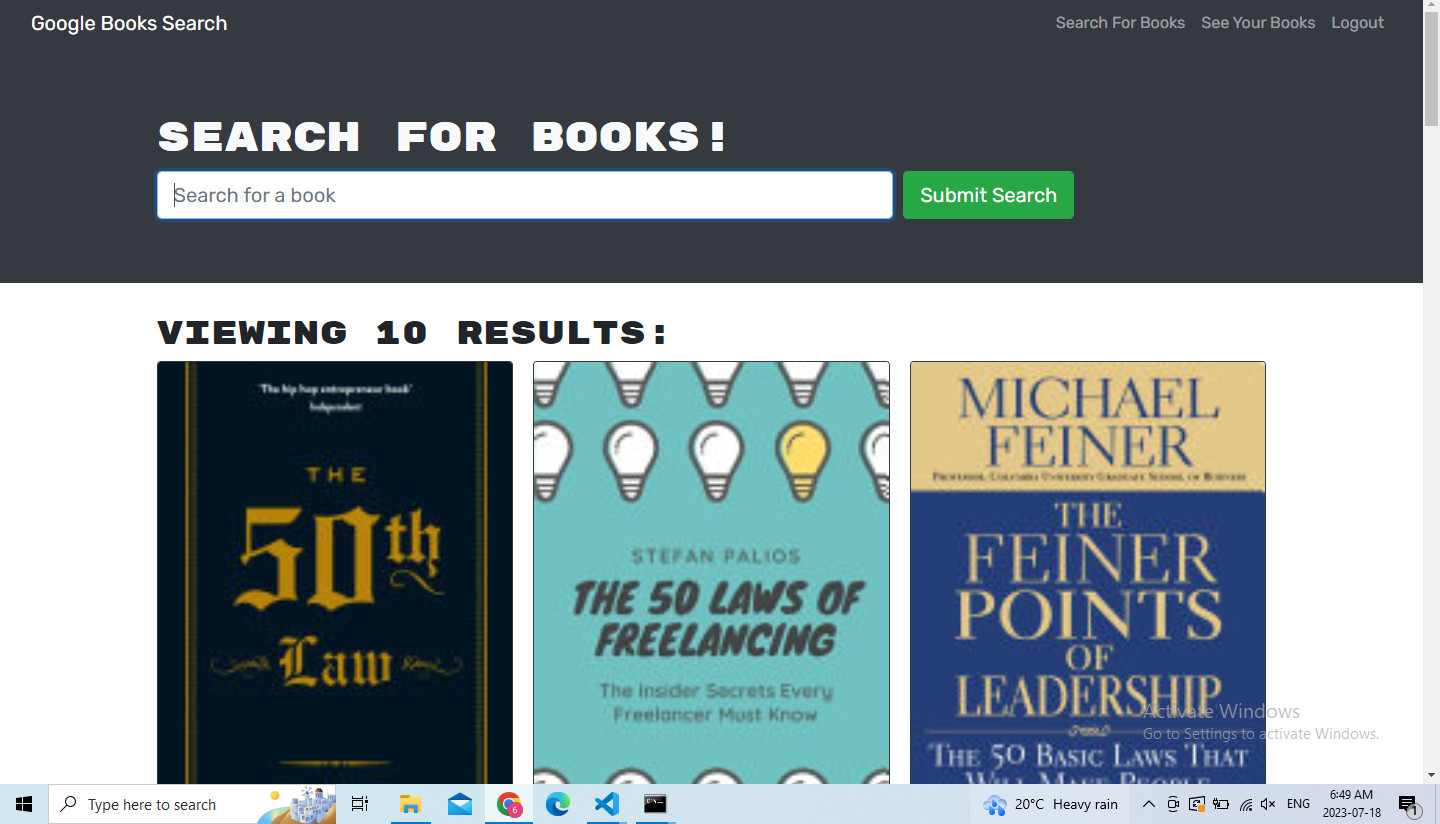 Google Books Search
Search For Books
See Your Books
Logout
SEARCH FOR BOOKS!
Search for a book
Submit Search
VIEWING 10 RESULTS:
'The hip hop entrepreneur book'
Independent
THE
50th
Law
STEFAN PALIOS
THE 50 LAWS OF
FREELANCING
The Insider Secrets Every
Freelancer Must Know
MICHAEL
FEINER
PROFESSOR, COLUMBIA UNIVERSITY GRADUATE SCHOOL OF BUSINESS
THE
FEINER
POINTS
OF
LEADERSHIP
THE 50 BASIC LAWS THAT
WILL MAKE PEOPLE
Activate Windows
Go to Settings to activate Windows.
Type here to search
6
20°C Heavy rain
ENG
6:49 AM
2023-07-18
1